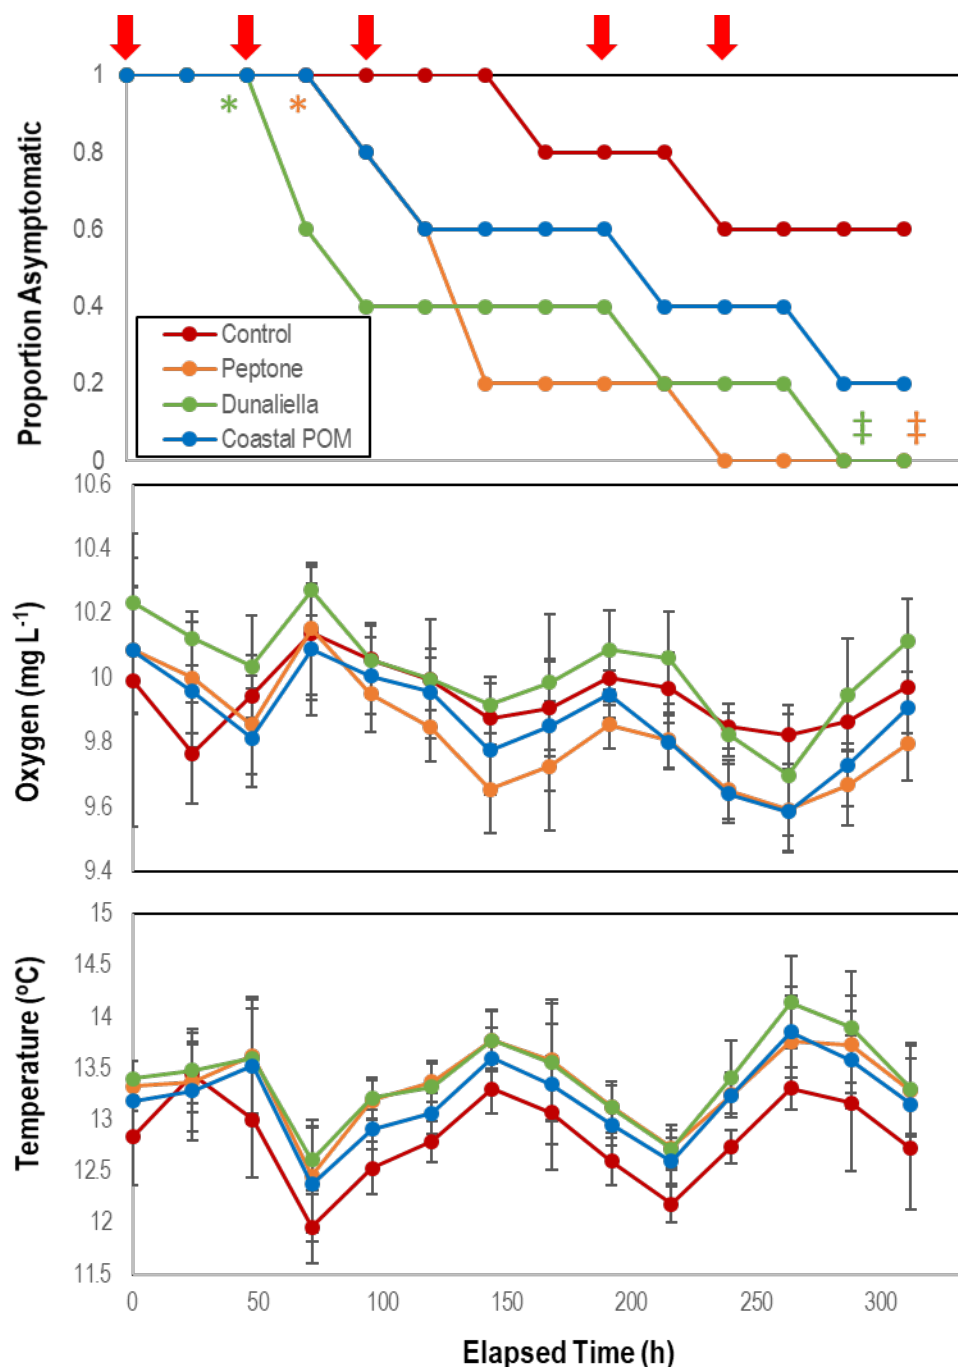 1
0.8
0.6
0.4
0.2
0
Proportion Asymptomatic
* *
Control
Peptone
Dunaliella
Coastal POM
‡ ‡
10.6
10.4
10.2
10
9.8
9.6
9.4
Oxygen (mg L⁻¹)
15
14.5
14
13.5
13
12.5
12
11.5
Temperature (ºC)
0 50 100 150 200 250 300
Elapsed Time (h)